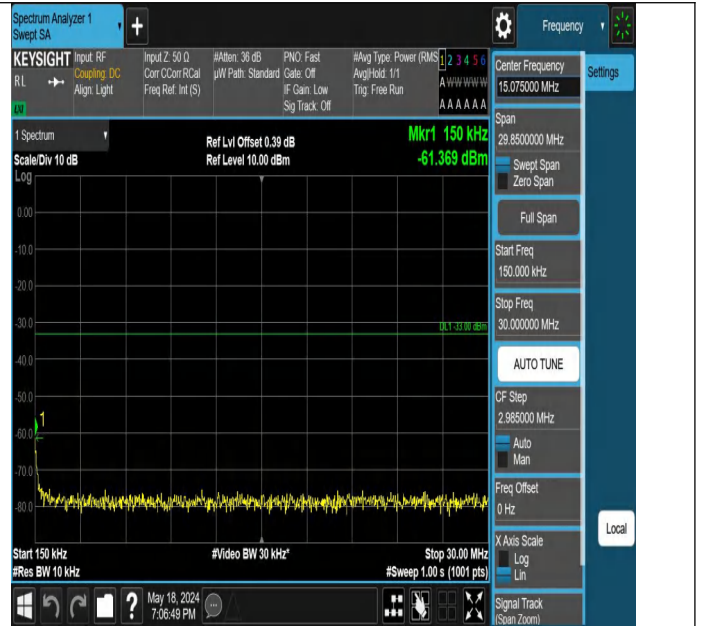 Spectrum Analyzer 1
Swept SA
+
Frequency
KEYSIGHT
RL
LXI
Input: RF
Coupling: DC
Align: Light
Input Z: 50 Ω
Corr CCorr RCal
Freq Ref: Int (S)
#Atten: 36 dB
µW Path: Standard
PNO: Fast
Gate: Off
IF Gain: Low
Sig Track: Off
#Avg Type: Power (RMS
Avg|Hold: 1/1
Trig: Free Run
1 2 3 4 5 6
A W W W W W
A A A A A A
1 Spectrum
Scale/Div 10 dB
Log
Ref Lvl Offset 0.39 dB
Ref Level 10.00 dBm
Mkr1 150 kHz
-61.369 dBm
0.00
-10.0
-20.0
-30.0
DL1 -33.00 dBm
-40.0
-50.0
1
-60.0
-70.0
-80.0
Start 150 kHz
#Res BW 10 kHz
#Video BW 30 kHz*
Stop 30.00 MHz
#Sweep 1.00 s (1001 pts)
Center Frequency
15.075000 MHz
Settings
Span
29.8500000 MHz
Swept Span
Zero Span
Full Span
Start Freq
150.000 kHz
Stop Freq
30.000000 MHz
AUTO TUNE
CF Step
2.985000 MHz
Auto
Man
Freq Offset
0 Hz
X Axis Scale
Log
Lin
Local
Signal Track
(Span Zoom)
?
May 18, 2024
7:06:49 PM